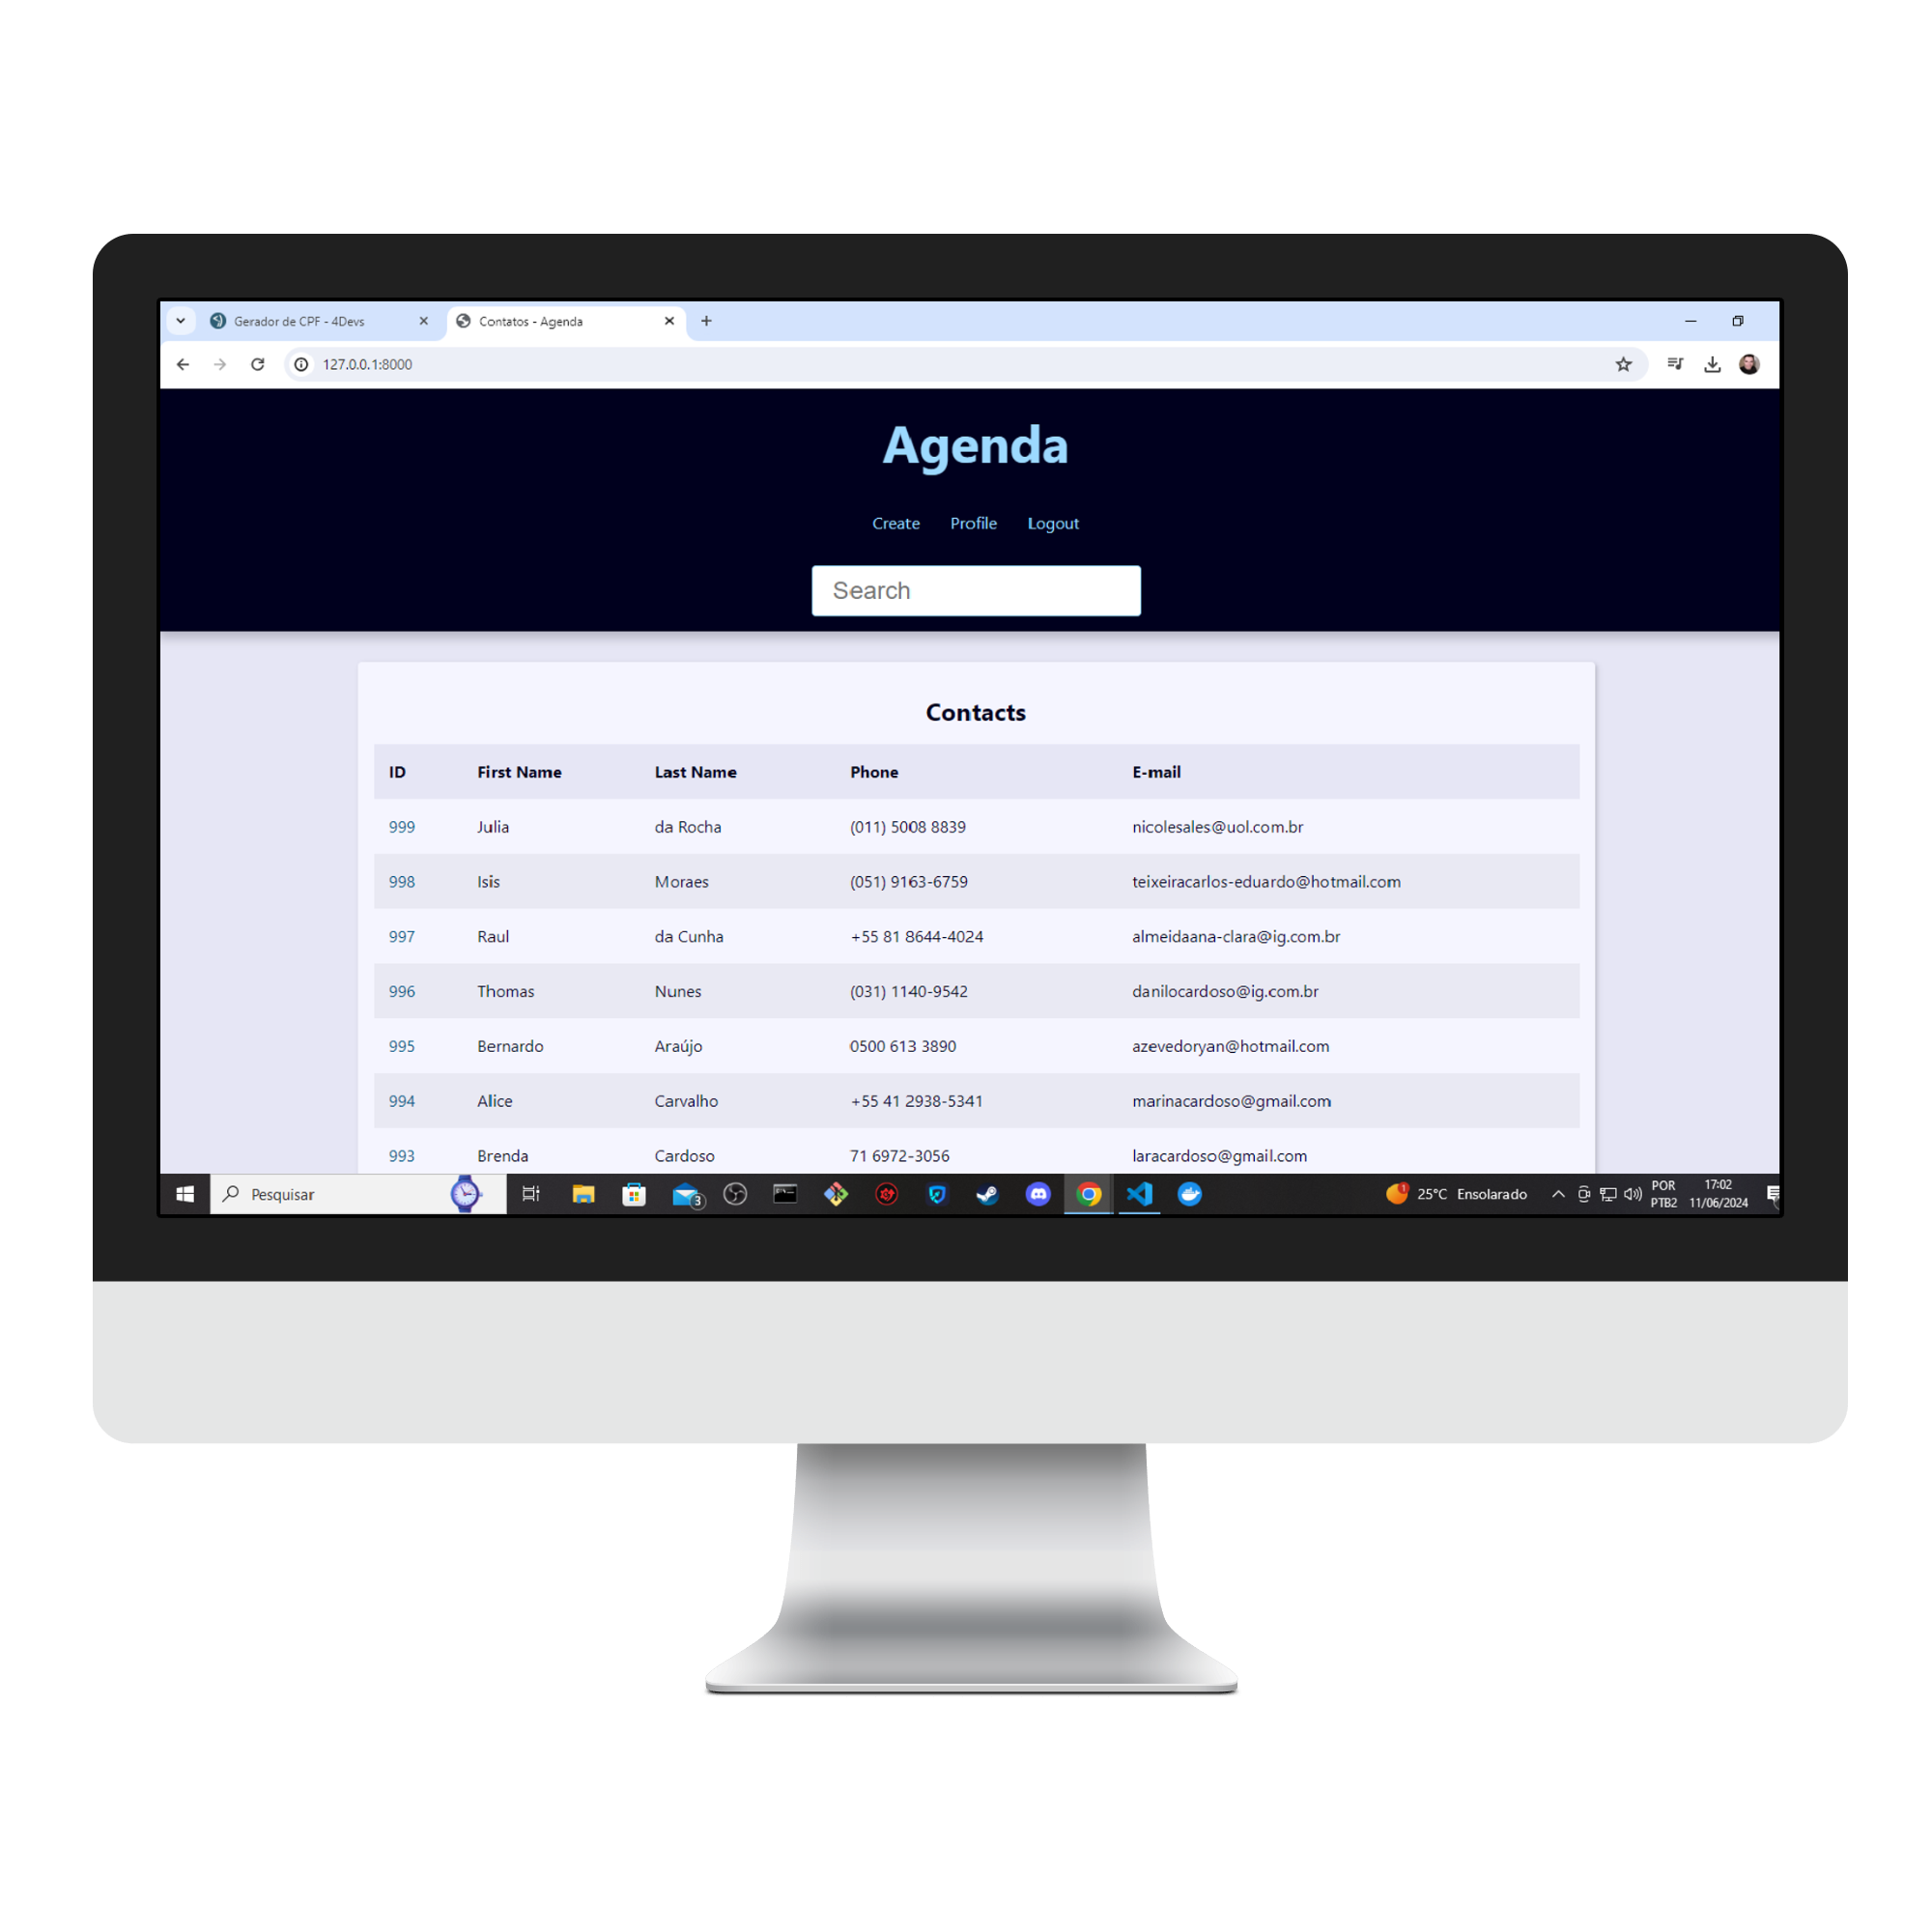 Gerador de CPF - 4Devs
Contatos - Agenda
127.0.0.1:8000
Agenda
Create Profile Logout
Search
Contacts
ID First Name Last Name Phone E-mail
999 Julia da Rocha (011) 5008 8839 nicolesales@uol.com.br
998 Isis Moraes (051) 9163-6759 teixeiracarlos-eduardo@hotmail.com
997 Raul da Cunha +55 81 8644-4024 almeidaana-clara@ig.com.br
996 Thomas Nunes (031) 1140-9542 danilocardoso@ig.com.br
995 Bernardo Araújo 0500 613 3890 azevedoryan@hotmail.com
994 Alice Carvalho +55 41 2938-5341 marinacardoso@gmail.com
993 Brenda Cardoso 71 6972-3056 laracardoso@gmail.com
Pesquisar
3
1
25°C Ensolarado
POR
PTB2
17:02
11/06/2024